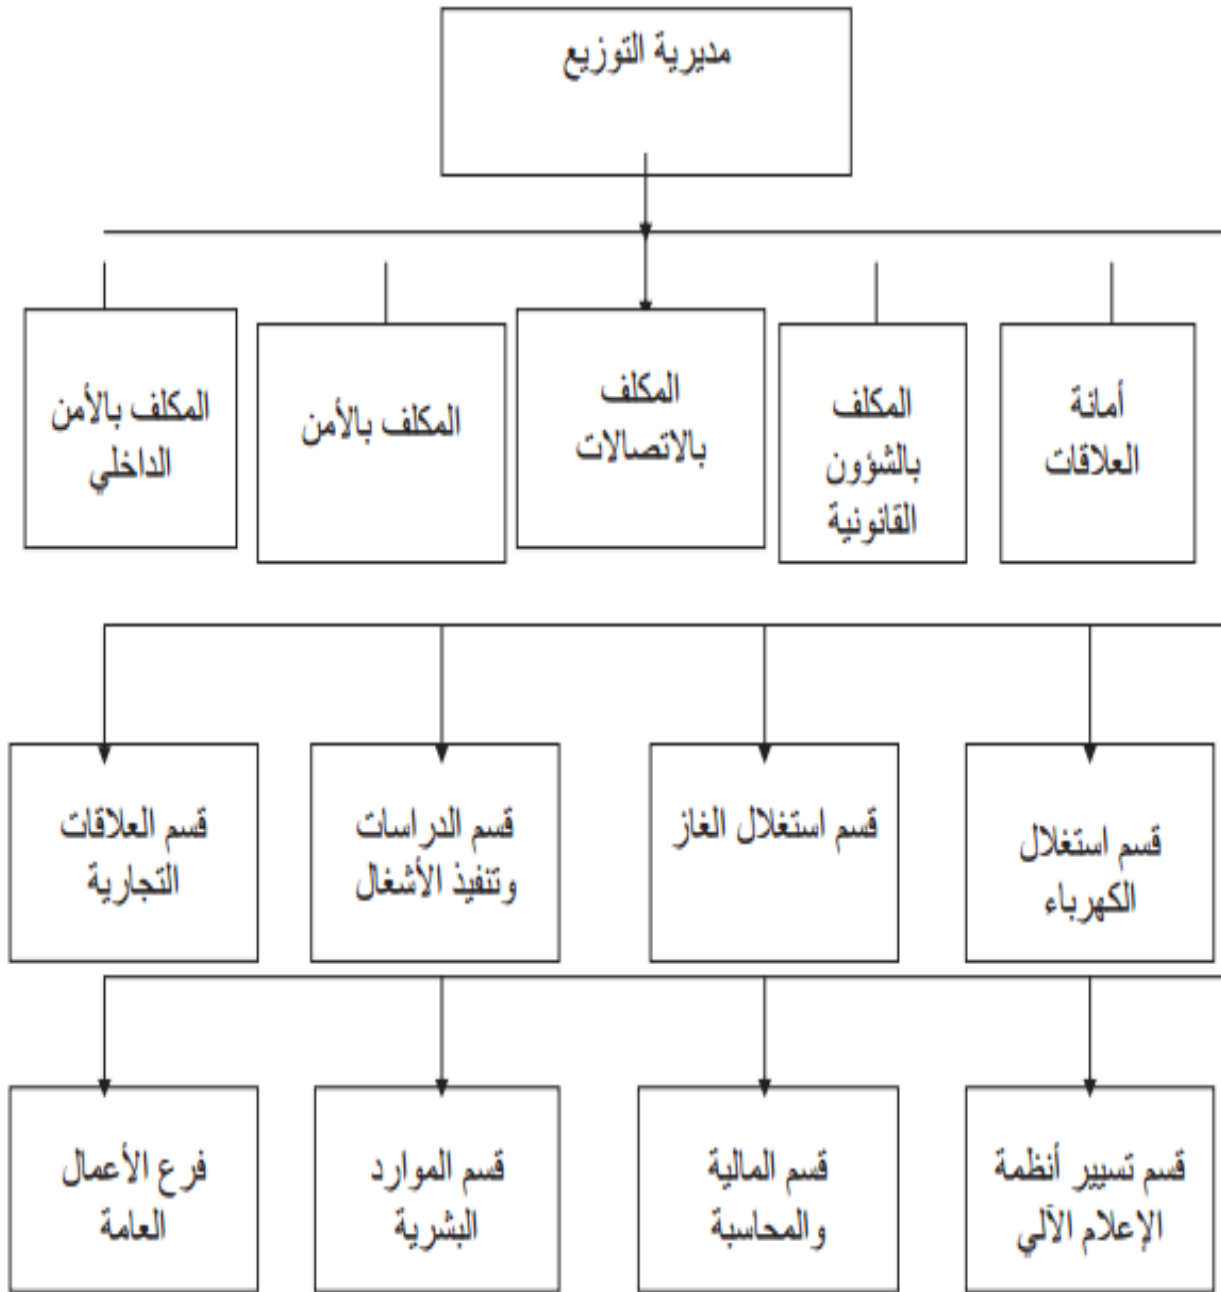 مديرية التوزيع
أمانة
العلاقات
المكلف
بالشؤون
القانونية
المكلف
بالاتصالات
المكلف بالأمن
المكلف بالأمن
الداخلي
قسم استغلال
الكهرباء
قسم استغلال الغاز
قسم الدراسات
وتنفيذ الأشغال
قسم العلاقات
التجارية
قسم تسيير أنظمة
الإعلام الآلي
قسم المالية
والمحاسبة
قسم الموارد
البشرية
فرع الأعمال
العامة